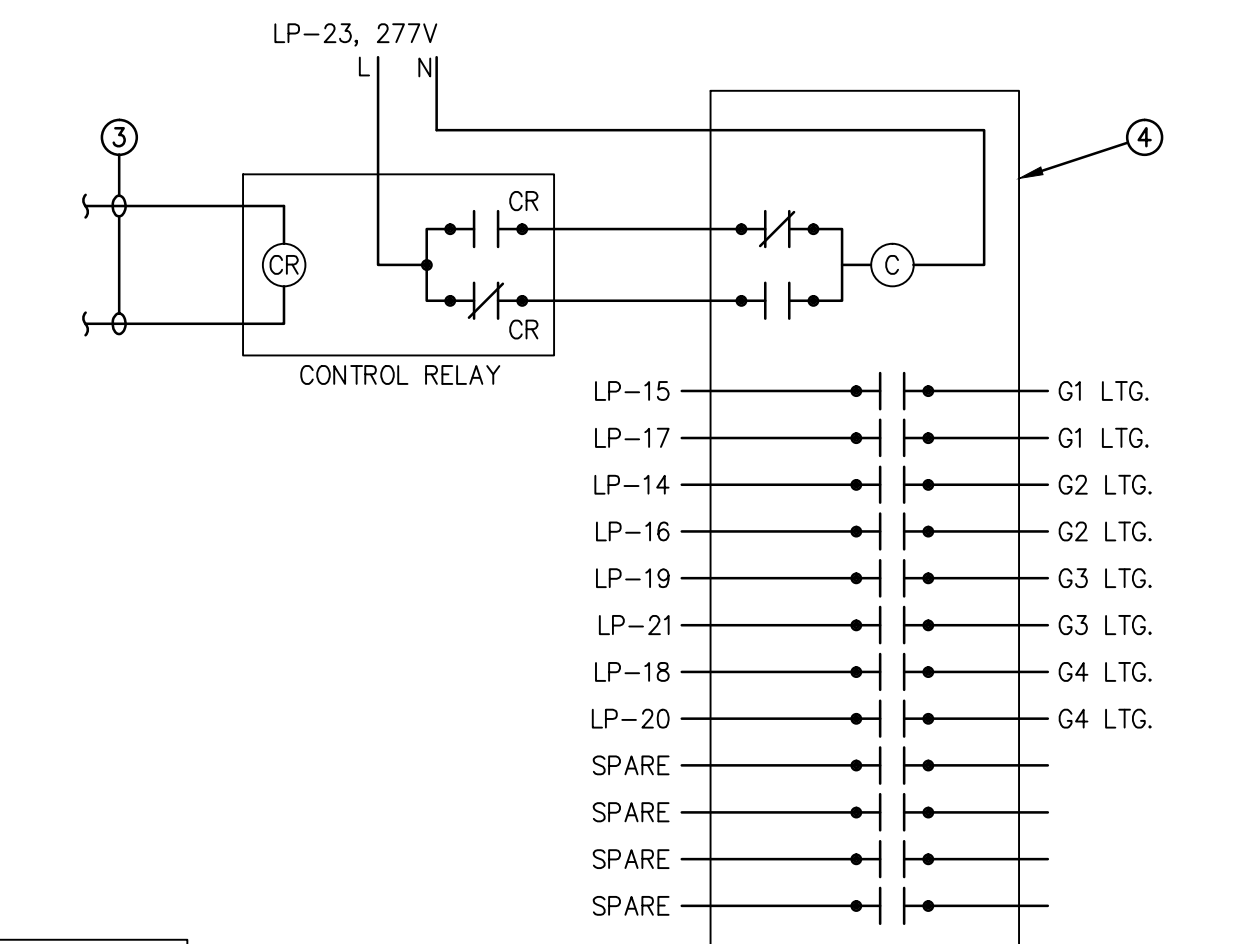 LP-23, 277V
L N
3
4
CR
CR
C
CR
CONTROL RELAY
LP-15 G1 LTG.
LP-17 G1 LTG.
LP-14 G2 LTG.
LP-16 G2 LTG.
LP-19 G3 LTG.
LP-21 G3 LTG.
LP-18 G4 LTG.
LP-20 G4 LTG.
SPARE
SPARE
SPARE
SPARE